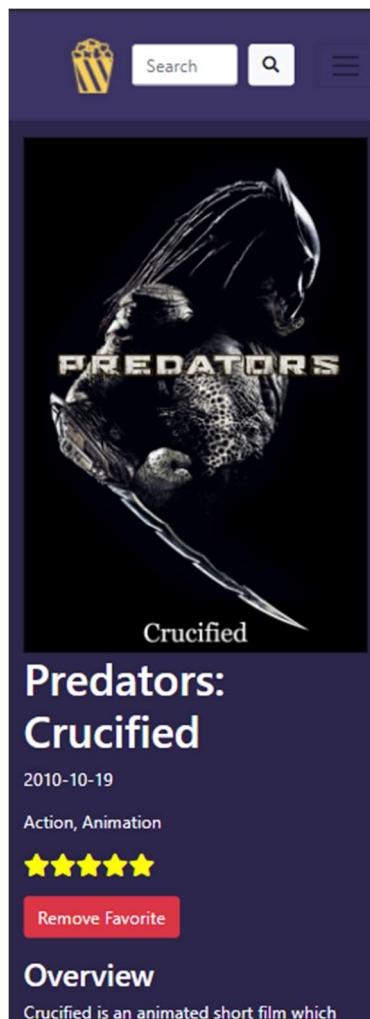 Search
PREDATORS
Crucified
Predators:
Crucified
2010-10-19
Action, Animation
Remove Favorite
Overview
Crucified is an animated short film which